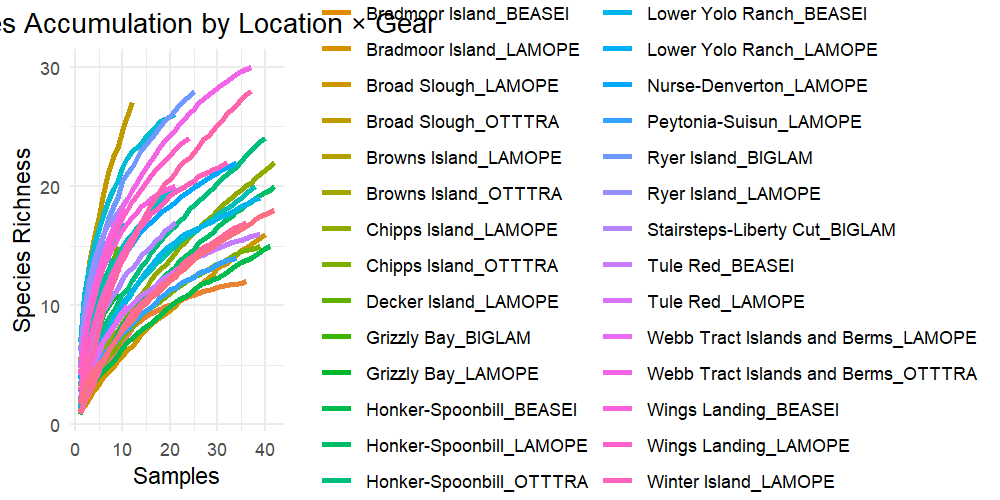 es Accumulation by Location × Gear
Species Richness
30
20
10
0
0 10 20 30 40
Samples
Bradmoor Island_BEASEI
Bradmoor Island_LAMOPE
Broad Slough_LAMOPE
Broad Slough_OTTTRA
Browns Island_LAMOPE
Browns Island_OTTTRA
Chipps Island_LAMOPE
Chipps Island_OTTTRA
Decker Island_LAMOPE
Grizzly Bay_BIGLAM
Grizzly Bay_LAMOPE
Honker-Spoonbill_BEASEI
Honker-Spoonbill_LAMOPE
Honker-Spoonbill_OTTTRA
Lower Yolo Ranch_BEASEI
Lower Yolo Ranch_LAMOPE
Nurse-Denverton_LAMOPE
Peytonia-Suisun_LAMOPE
Ryer Island_BIGLAM
Ryer Island_LAMOPE
Stairsteps-Liberty Cut_BIGLAM
Tule Red_BEASEI
Tule Red_LAMOPE
Webb Tract Islands and Berms_LAMOPE
Webb Tract Islands and Berms_OTTTRA
Wings Landing_BEASEI
Wings Landing_LAMOPE
Winter Island_LAMOPE